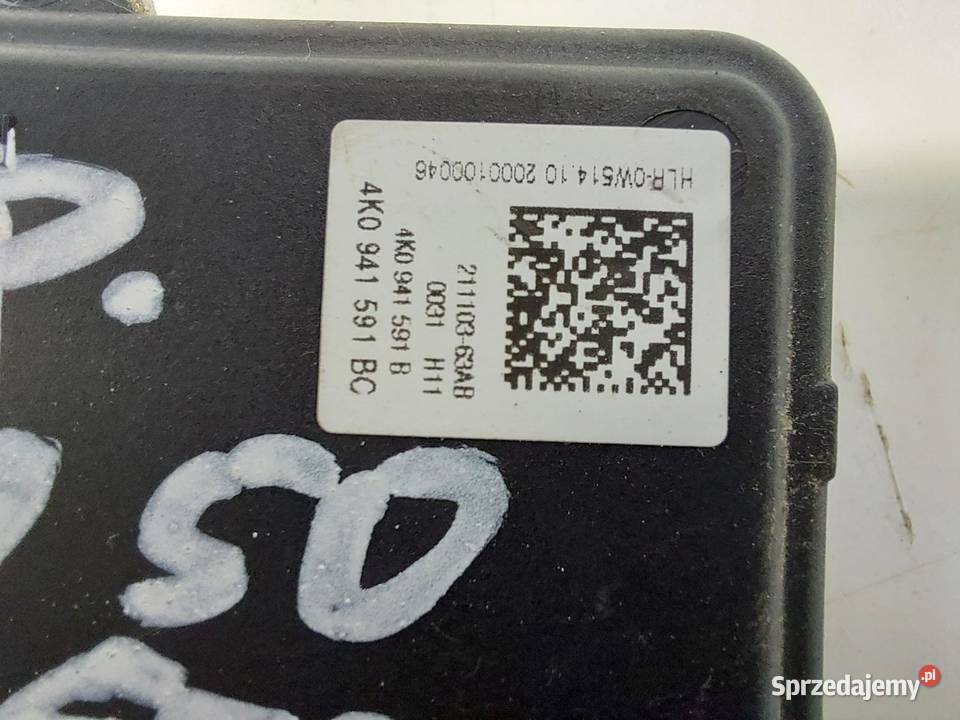 HLR-0W514.10 2000100046
211103-63AB
0031 H11
4K0 941 591 B
4K0 941 591 BC
Sprzedajemy.pl